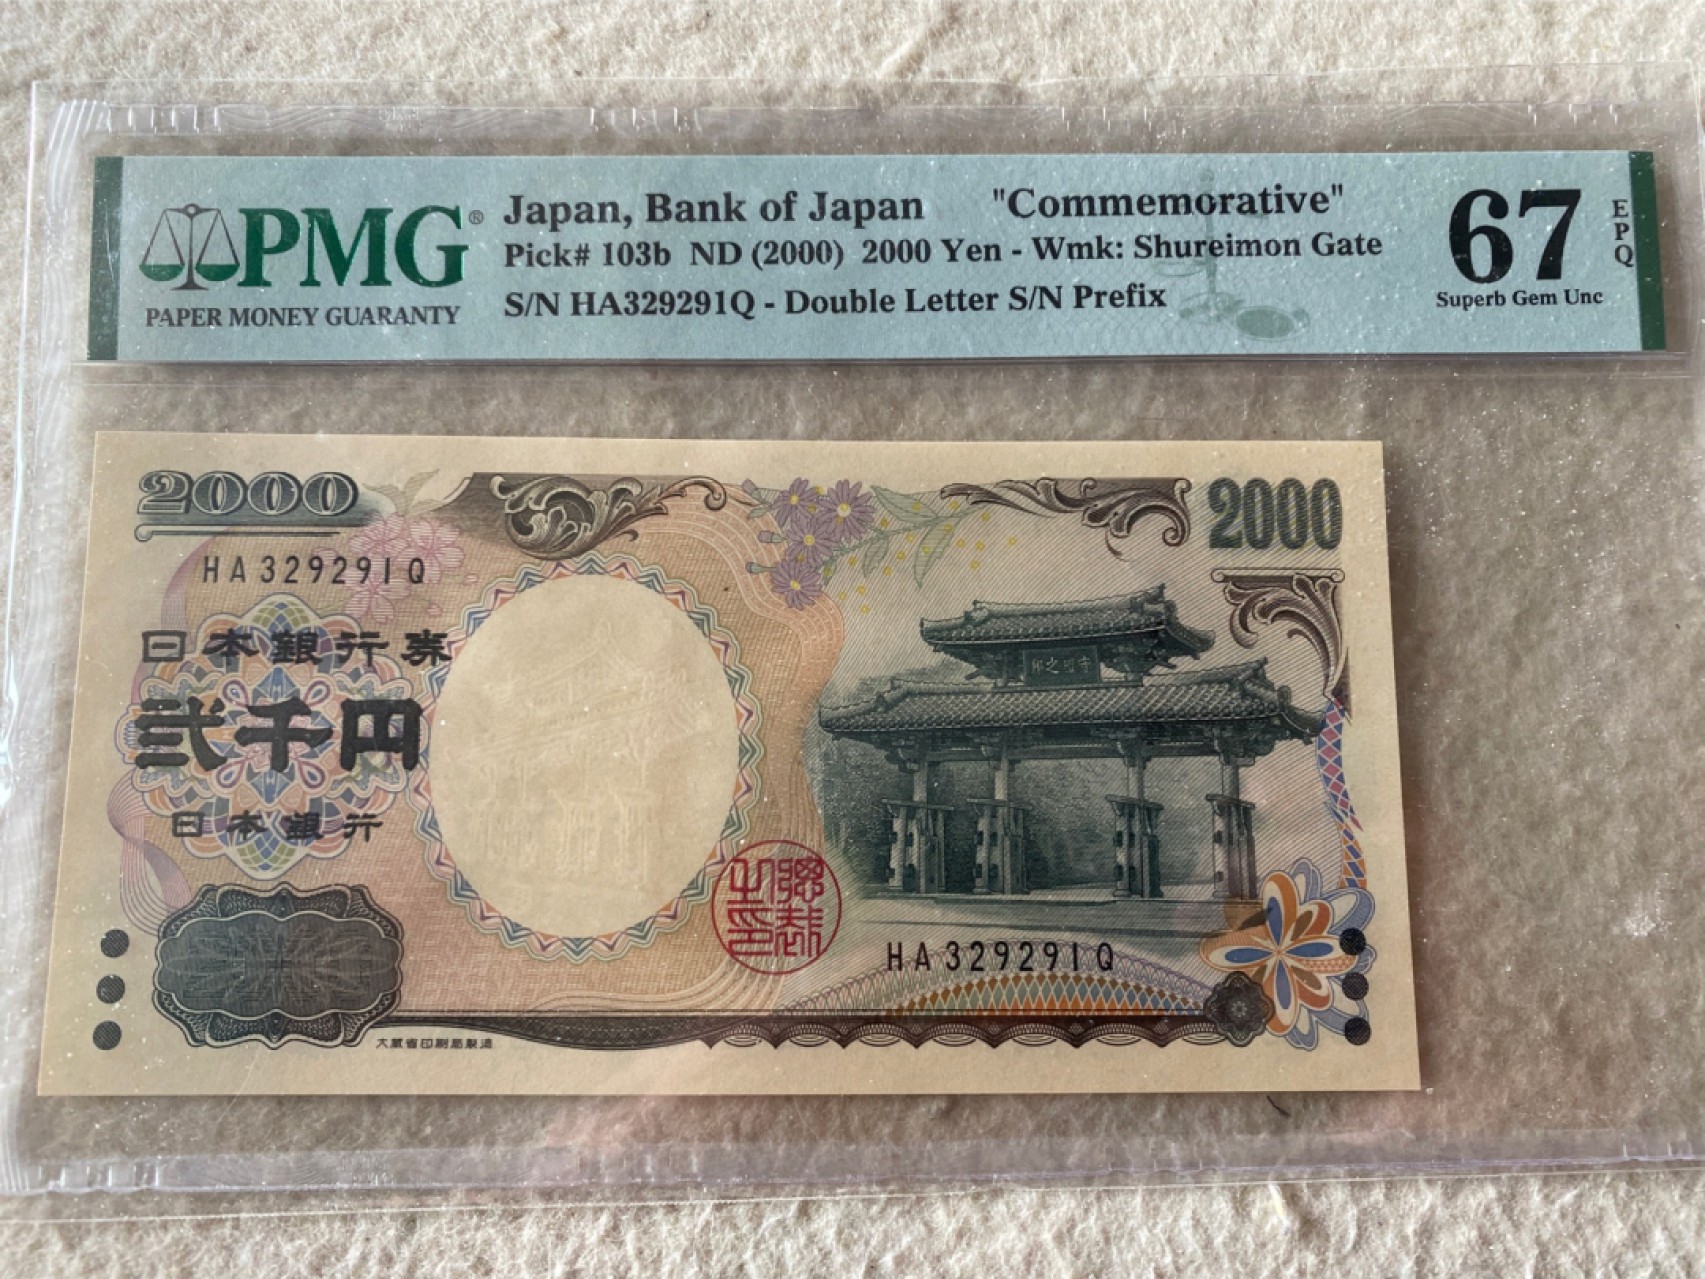 PMG®
PAPER MONEY GUARANTY
Japan, Bank of Japan "Commemorative"
Pick# 103b ND (2000) 2000 Yen - Wmk: Shureimon Gate
S/N HA329291Q - Double Letter S/N Prefix
67
EPQ
Superb Gem Unc
2000
2000
HA329291Q
日本銀行券
弐千円
日本銀行
守禮之邦
HA329291Q
大蔵省印刷局製造